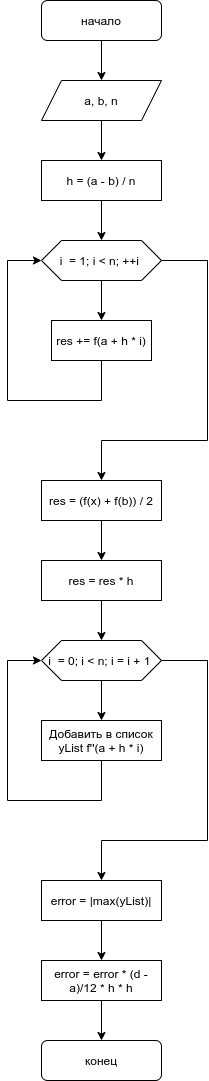 начало
a, b, n
h = (a - b) / n
i  = 1; i < n; ++i
res += f(a + h * i)
res = (f(x) + f(b)) / 2
res = res * h
i  = 0; i < n; i = i + 1
Добавить в список
yList f''(a + h * i)
error = |max(yList)|
error = error * (d -
a)/12 * h * h
конец